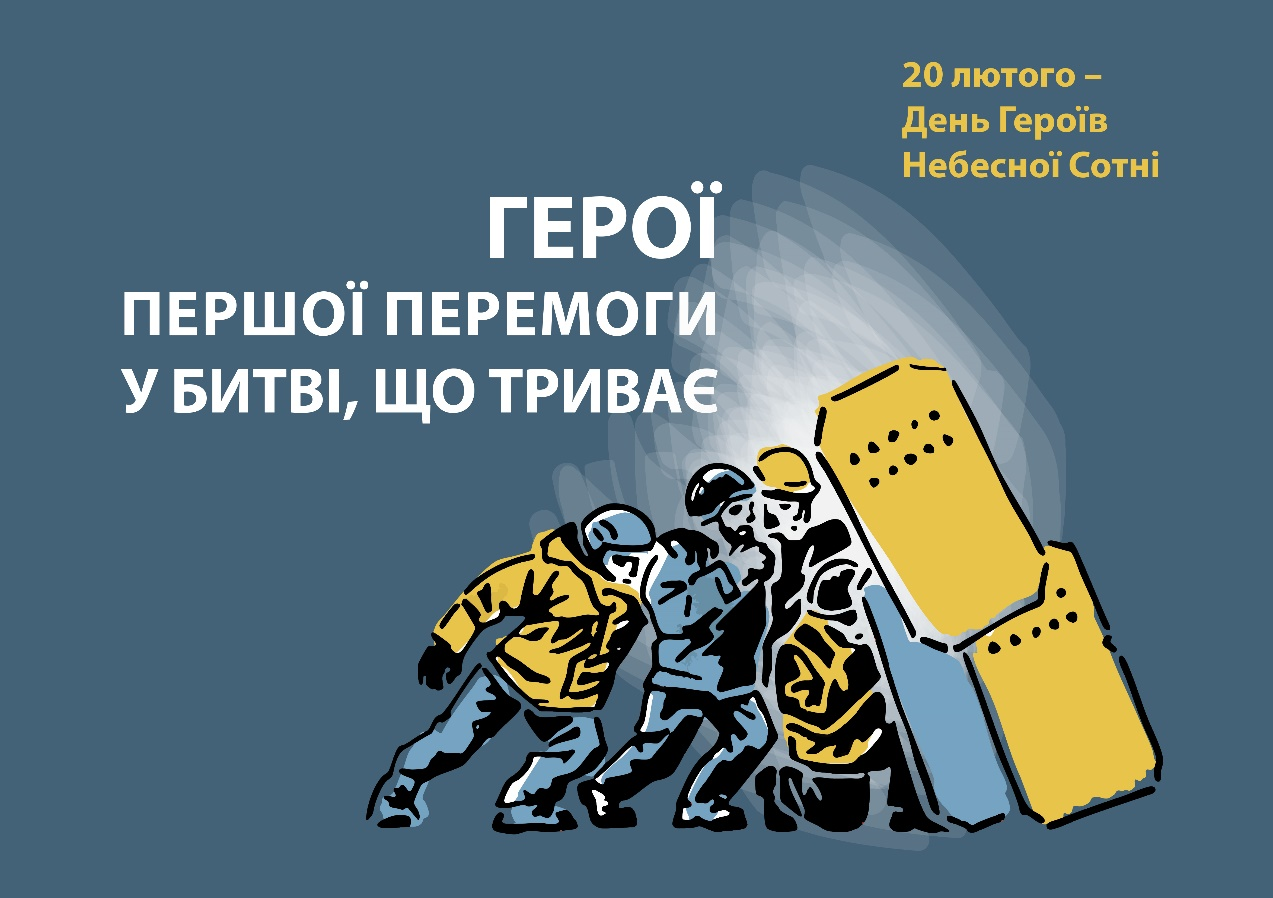 20 лютого –
День Героїв
Небесної Сотні
ГЕРОЇ
ПЕРШОЇ ПЕРЕМОГИ
У БИТВІ, ЩО ТРИВАЄ